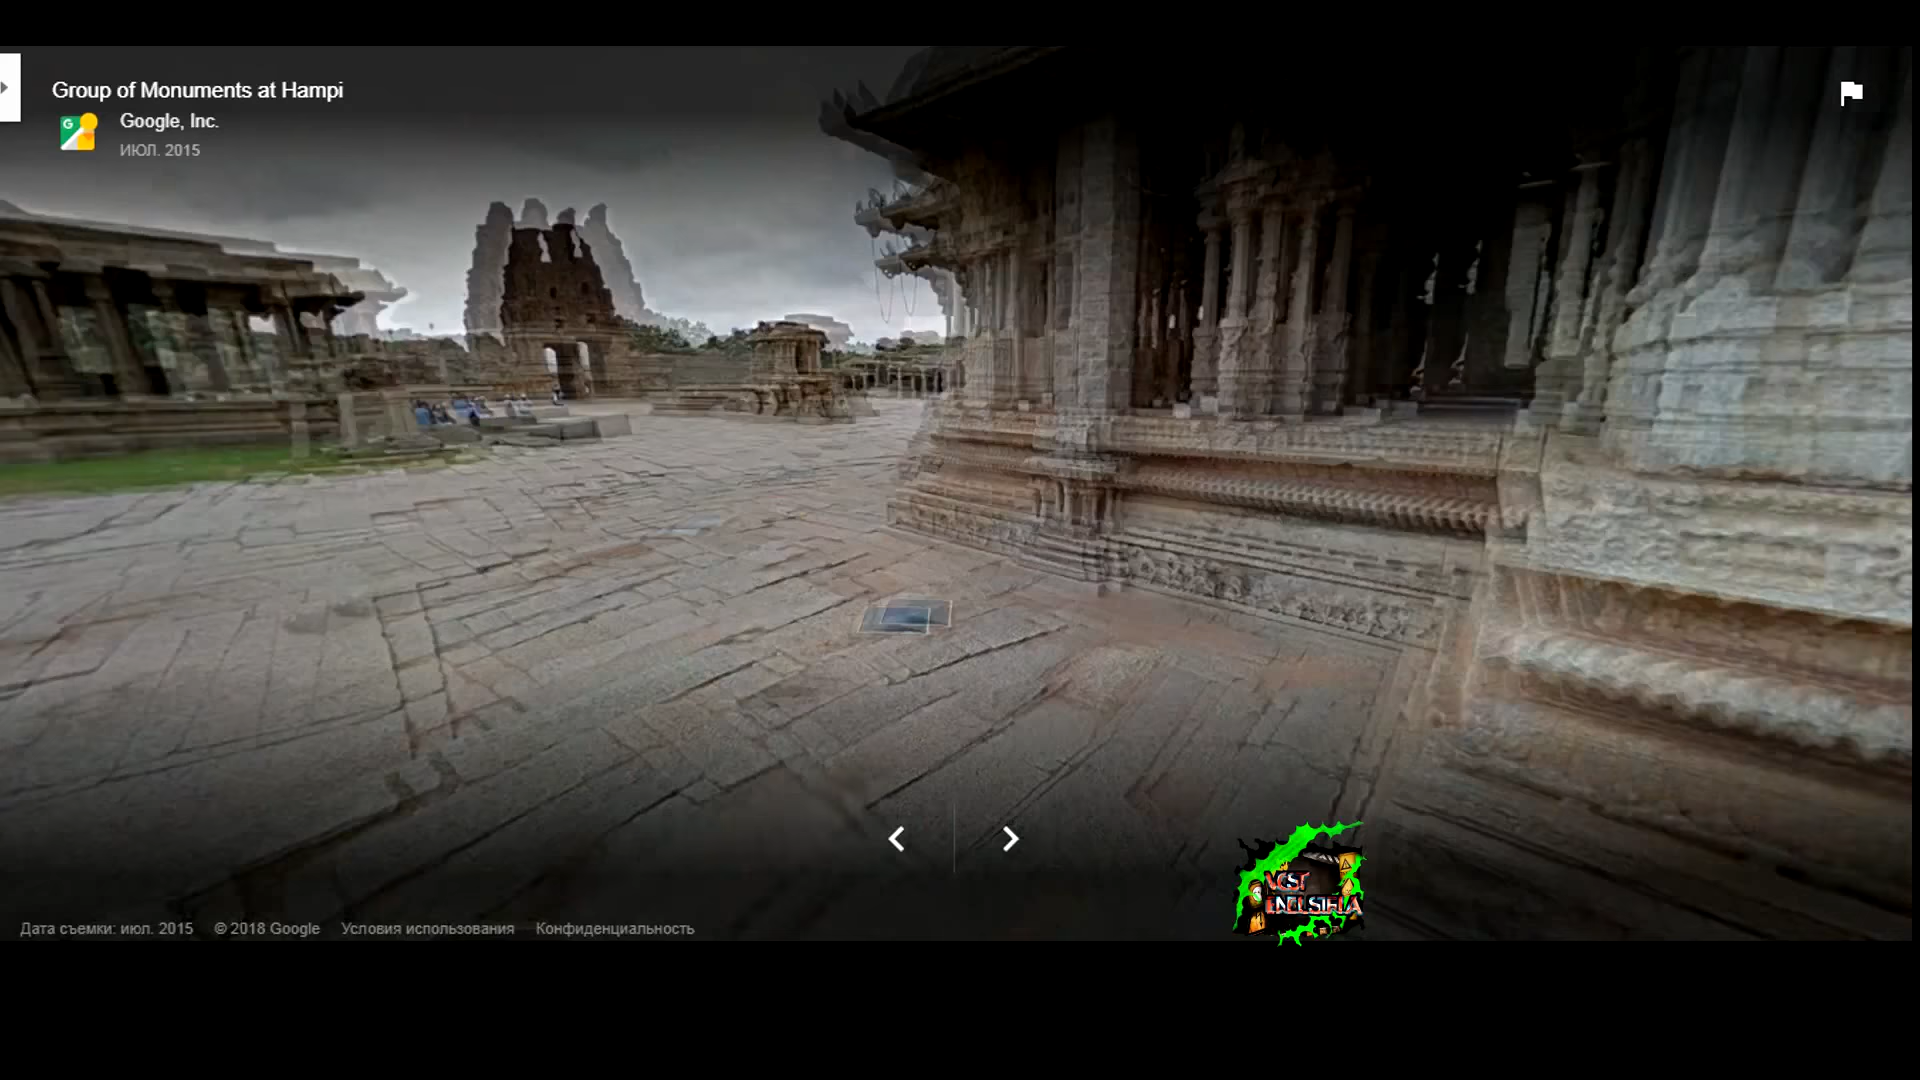 Group of Monuments at Hampi
G
Google, Inc.
ИЮЛ. 2015
Дата съемки: июл. 2015 © 2018 Google Условия использования Конфиденциальность